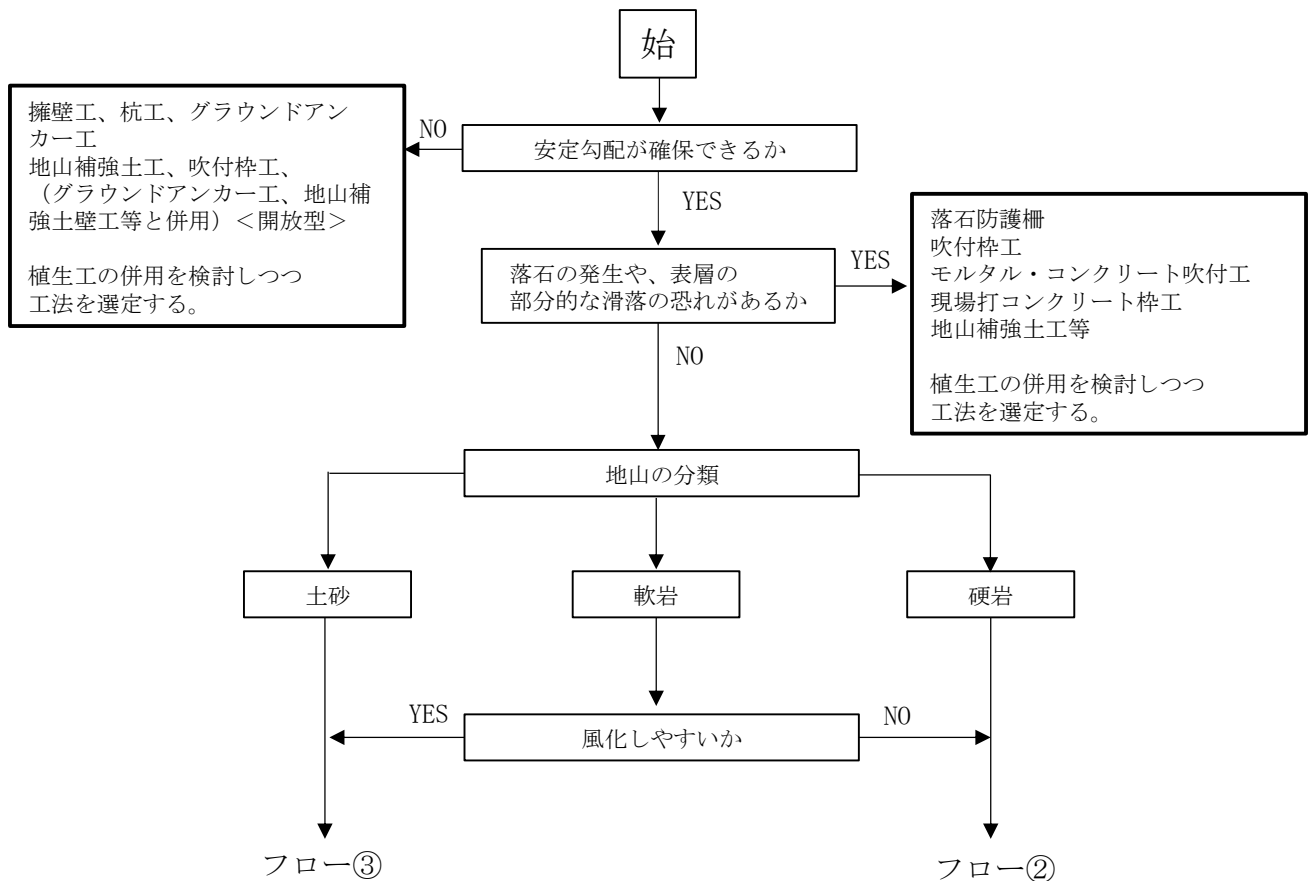 始
擁壁工、杭工、グラウンドアン
カー工
地山補強土工、吹付枠工、
（グラウンドアンカー工、地山補
強土壁工等と併用）＜開放型＞
植生工の併用を検討しつつ
工法を選定する。
NO
安定勾配が確保できるか
YES
落石の発生や、表層の
部分的な滑落の恐れがあるか
YES
落石防護柵
吹付枠工
モルタル・コンクリート吹付工
現場打コンクリート枠工
地山補強土工等
植生工の併用を検討しつつ
工法を選定する。
NO
地山の分類
土砂
軟岩
硬岩
YES
風化しやすいか
NO
フロー③
フロー②